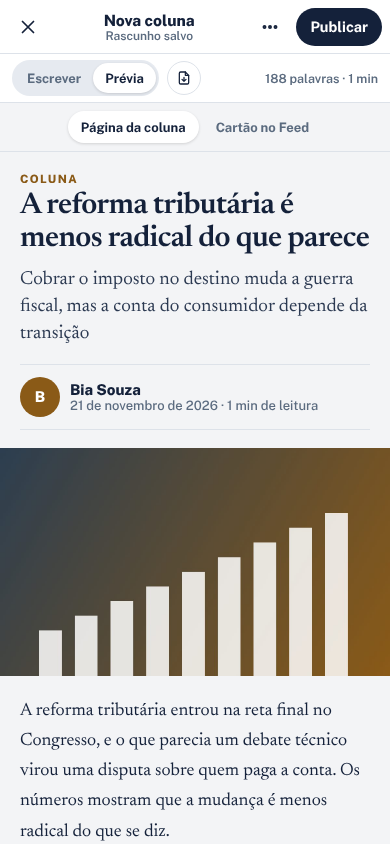 Nova coluna
Rascunho salvo
Publicar
Escrever
Prévia
188 palavras · 1 min
Página da coluna
Cartão no Feed
COLUNA
A reforma tributária é
menos radical do que parece
Cobrar o imposto no destino muda a guerra
fiscal, mas a conta do consumidor depende da
transição
B
Bia Souza
21 de novembro de 2026 · 1 min de leitura
A reforma tributária entrou na reta final no
Congresso, e o que parecia um debate técnico
virou uma disputa sobre quem paga a conta. Os
números mostram que a mudança é menos
radical do que se diz.